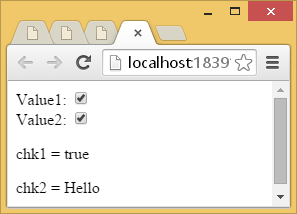 localhost:1839
Value1:
Value2:
chk1 = true
chk2 = Hello